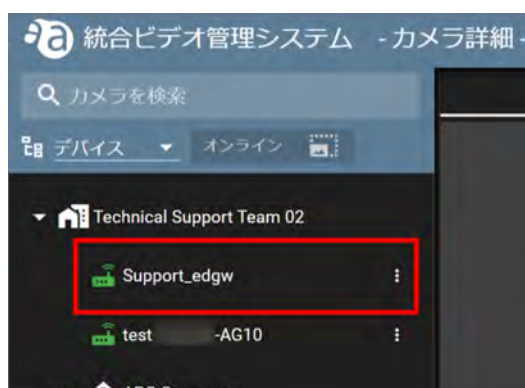 統合ビデオ管理システム - カメラ詳細 -
カメラを検索
デバイス オンライン
Technical Support Team 02
Support_edgw
test -AG10